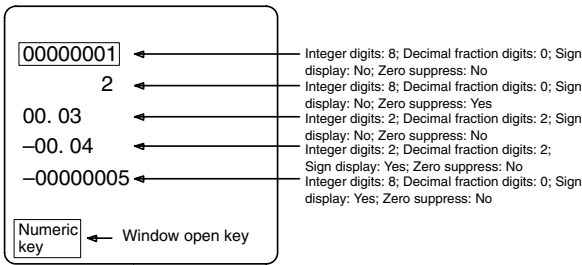 00000001
Integer digits: 8; Decimal fraction digits: 0; Sign
display: No; Zero suppress: No
2
Integer digits: 8; Decimal fraction digits: 0; Sign
display: No; Zero suppress: Yes
00. 03
Integer digits: 2; Decimal fraction digits: 2; Sign
display: No; Zero suppress: No
–00. 04
Integer digits: 2; Decimal fraction digits: 2;
Sign display: Yes; Zero suppress: No
–00000005
Integer digits: 8; Decimal fraction digits: 0; Sign
display: Yes; Zero suppress: No
Numeric
key
Window open key